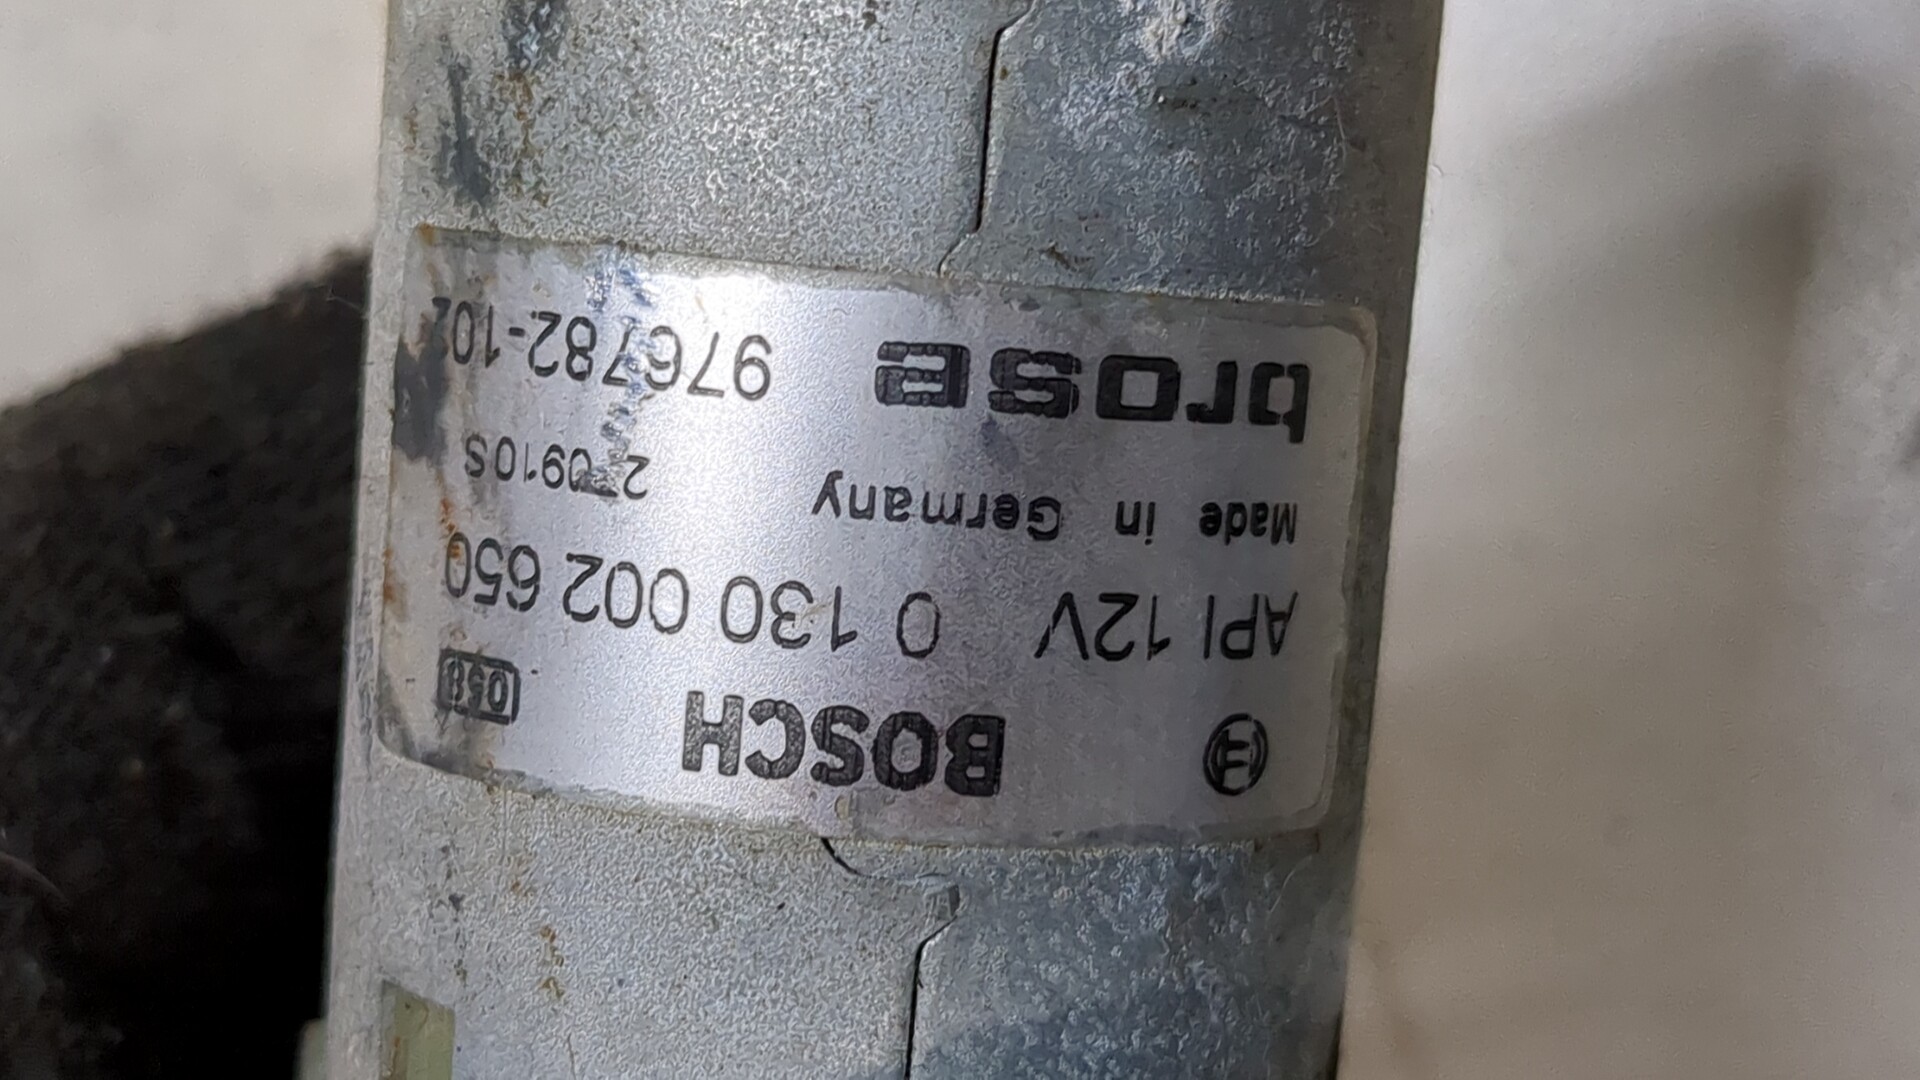 BOSCH 058
API 12V 0 130 002 650
Made in Germany
brose 976782-102